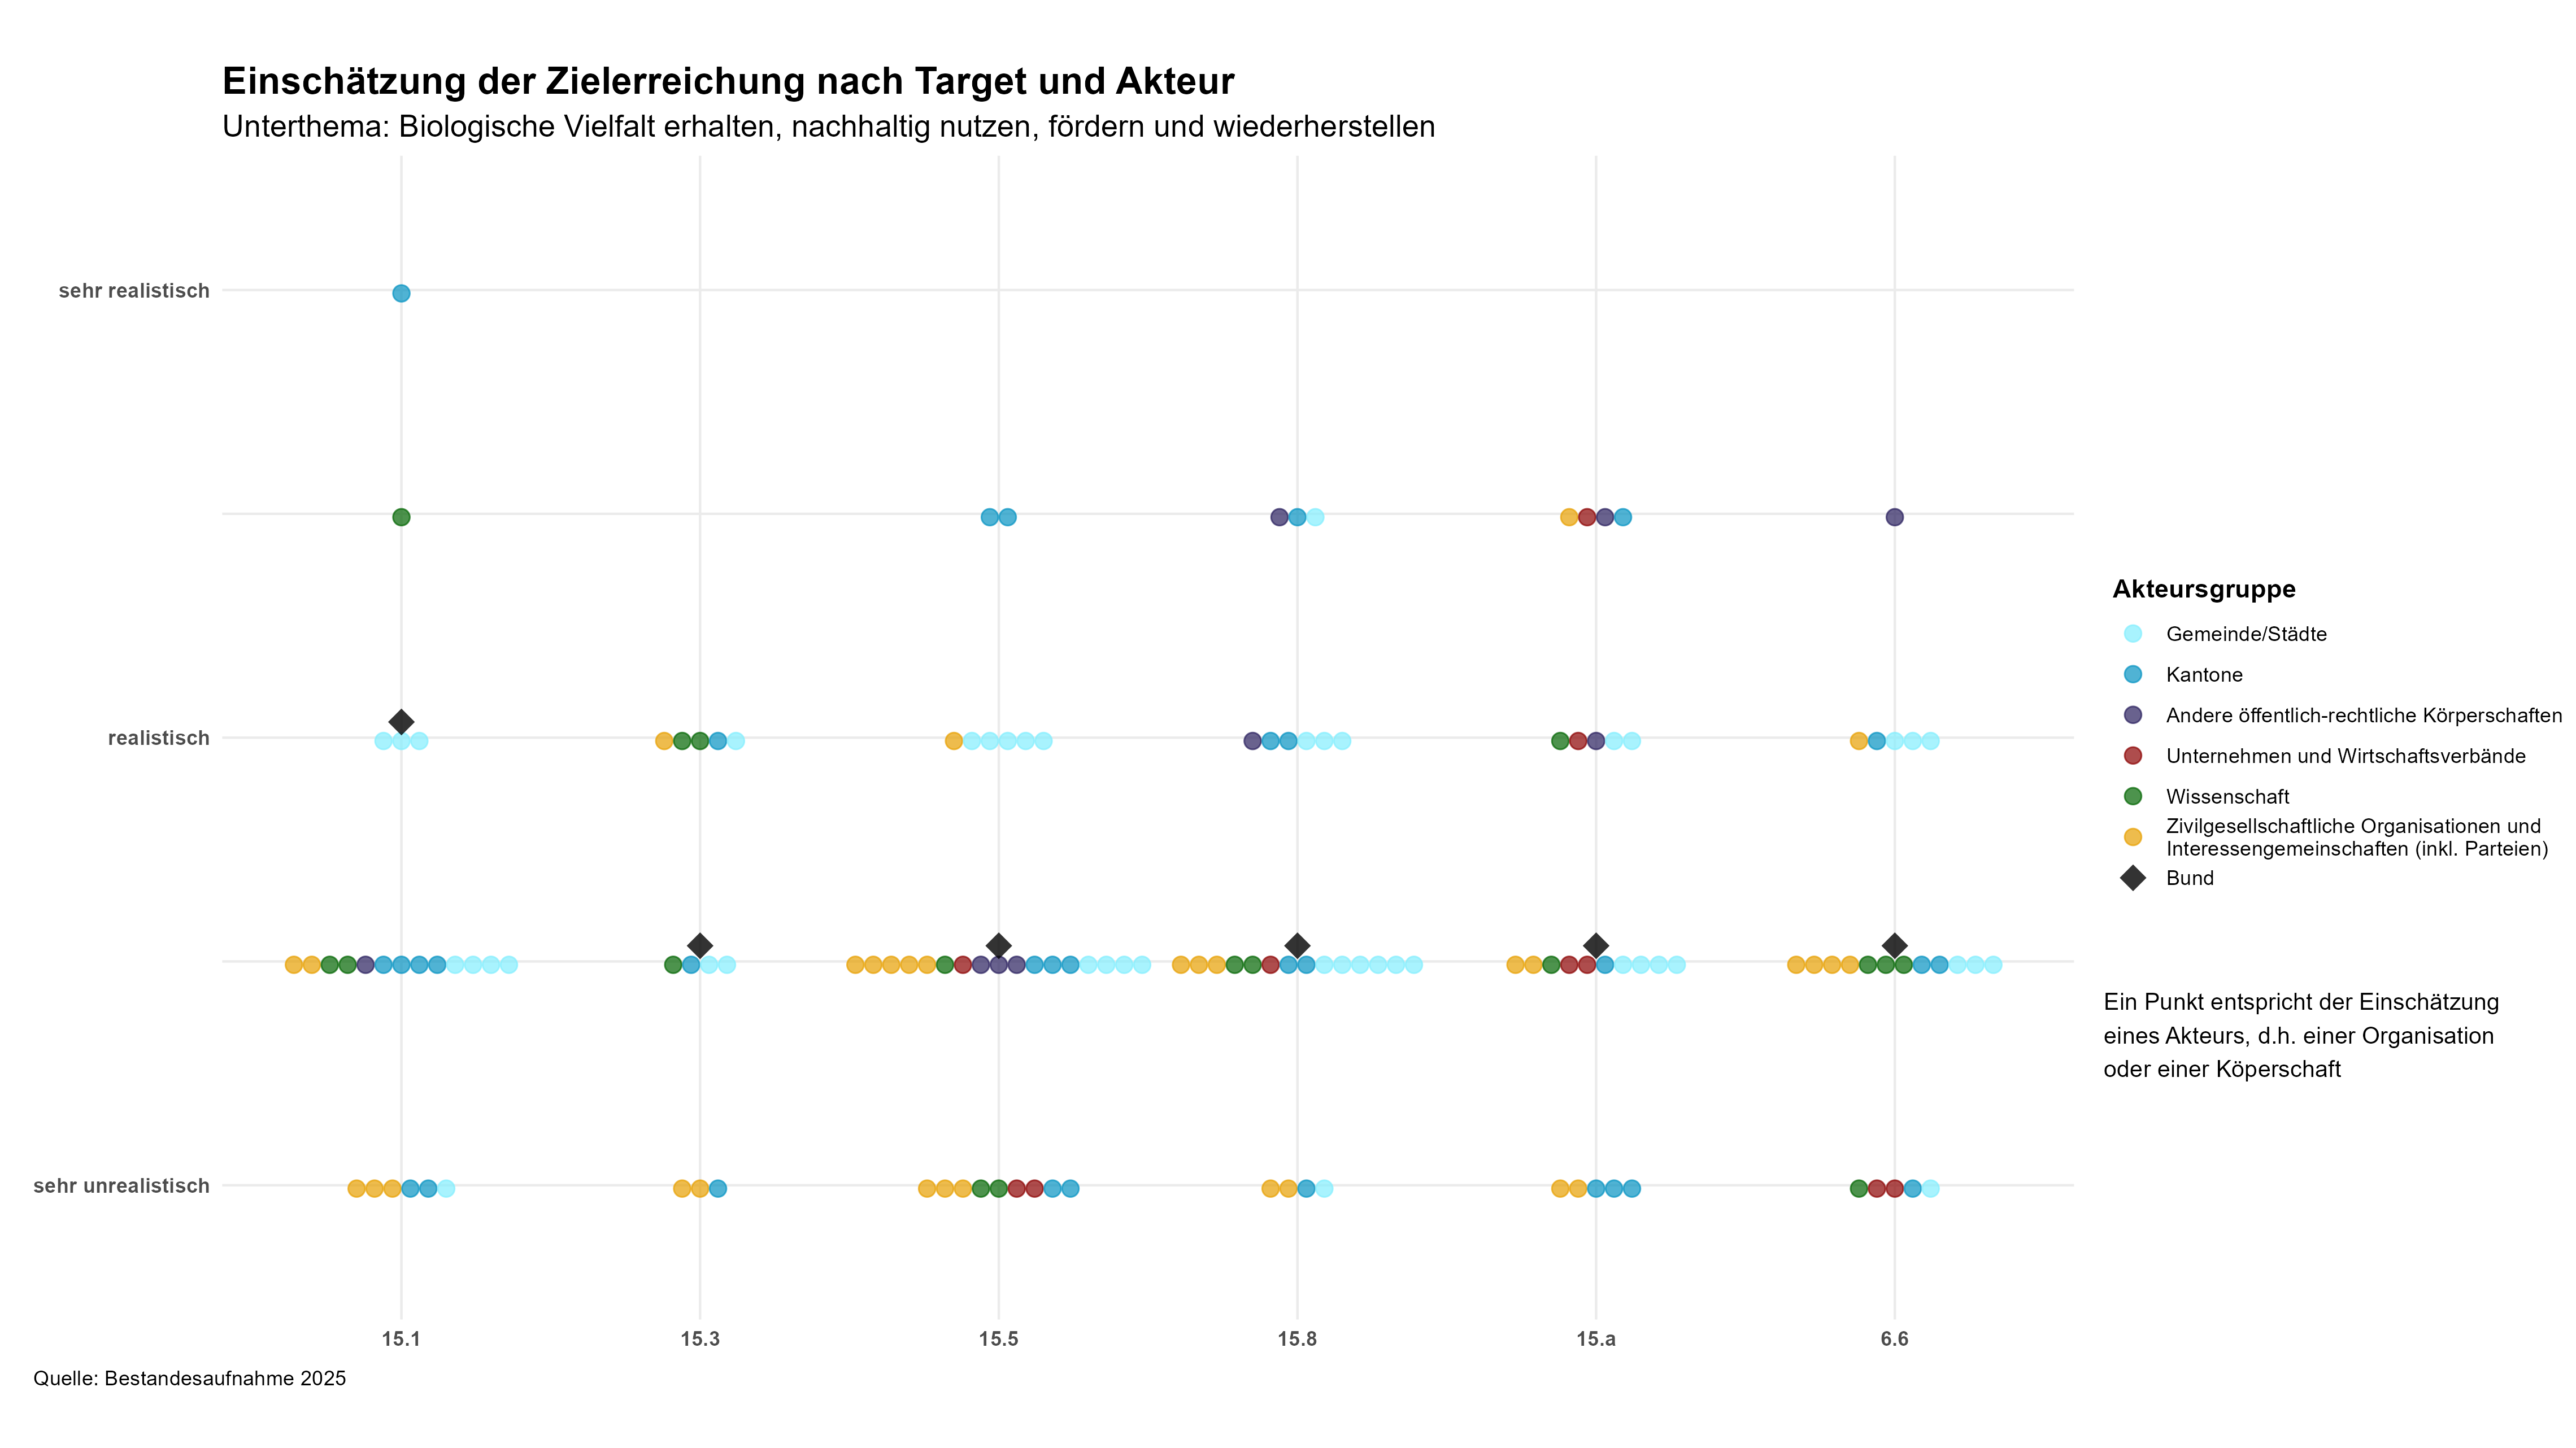 Einschätzung der Zielerreichung nach Target und Akteur
Unterthema: Biologische Vielfalt erhalten, nachhaltig nutzen, fördern und wiederherstellen
sehr realistisch
realistisch
sehr unrealistisch
15.1
15.3
15.5
15.8
15.a
6.6
Akteursgruppe
Gemeinde/Städte
Kantone
Andere öffentlich-rechtliche Körperschaften
Unternehmen und Wirtschaftsverbände
Wissenschaft
Zivilgesellschaftliche Organisationen und
Interessengemeinschaften (inkl. Parteien)
Bund
Ein Punkt entspricht der Einschätzung
eines Akteurs, d.h. einer Organisation
oder einer Köperschaft
Quelle: Bestandesaufnahme 2025